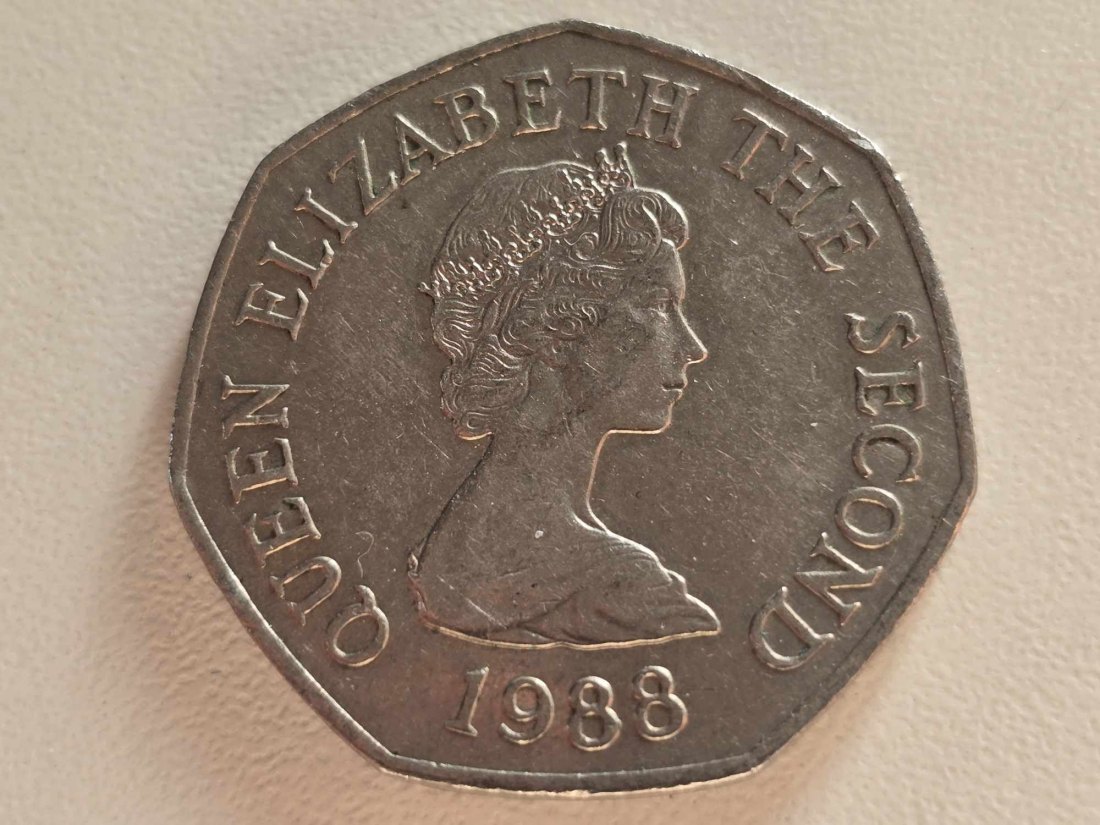 QUEEN ELIZABETH THE SECOND
1988